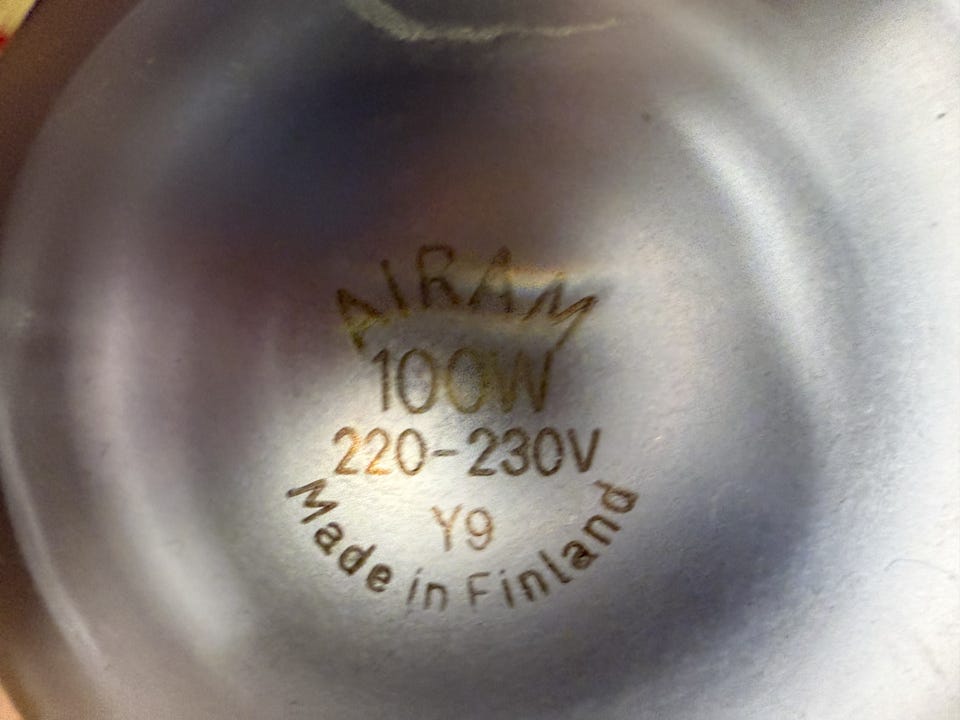 AIRAM
100W
220-230V
Y9
Made in Finland